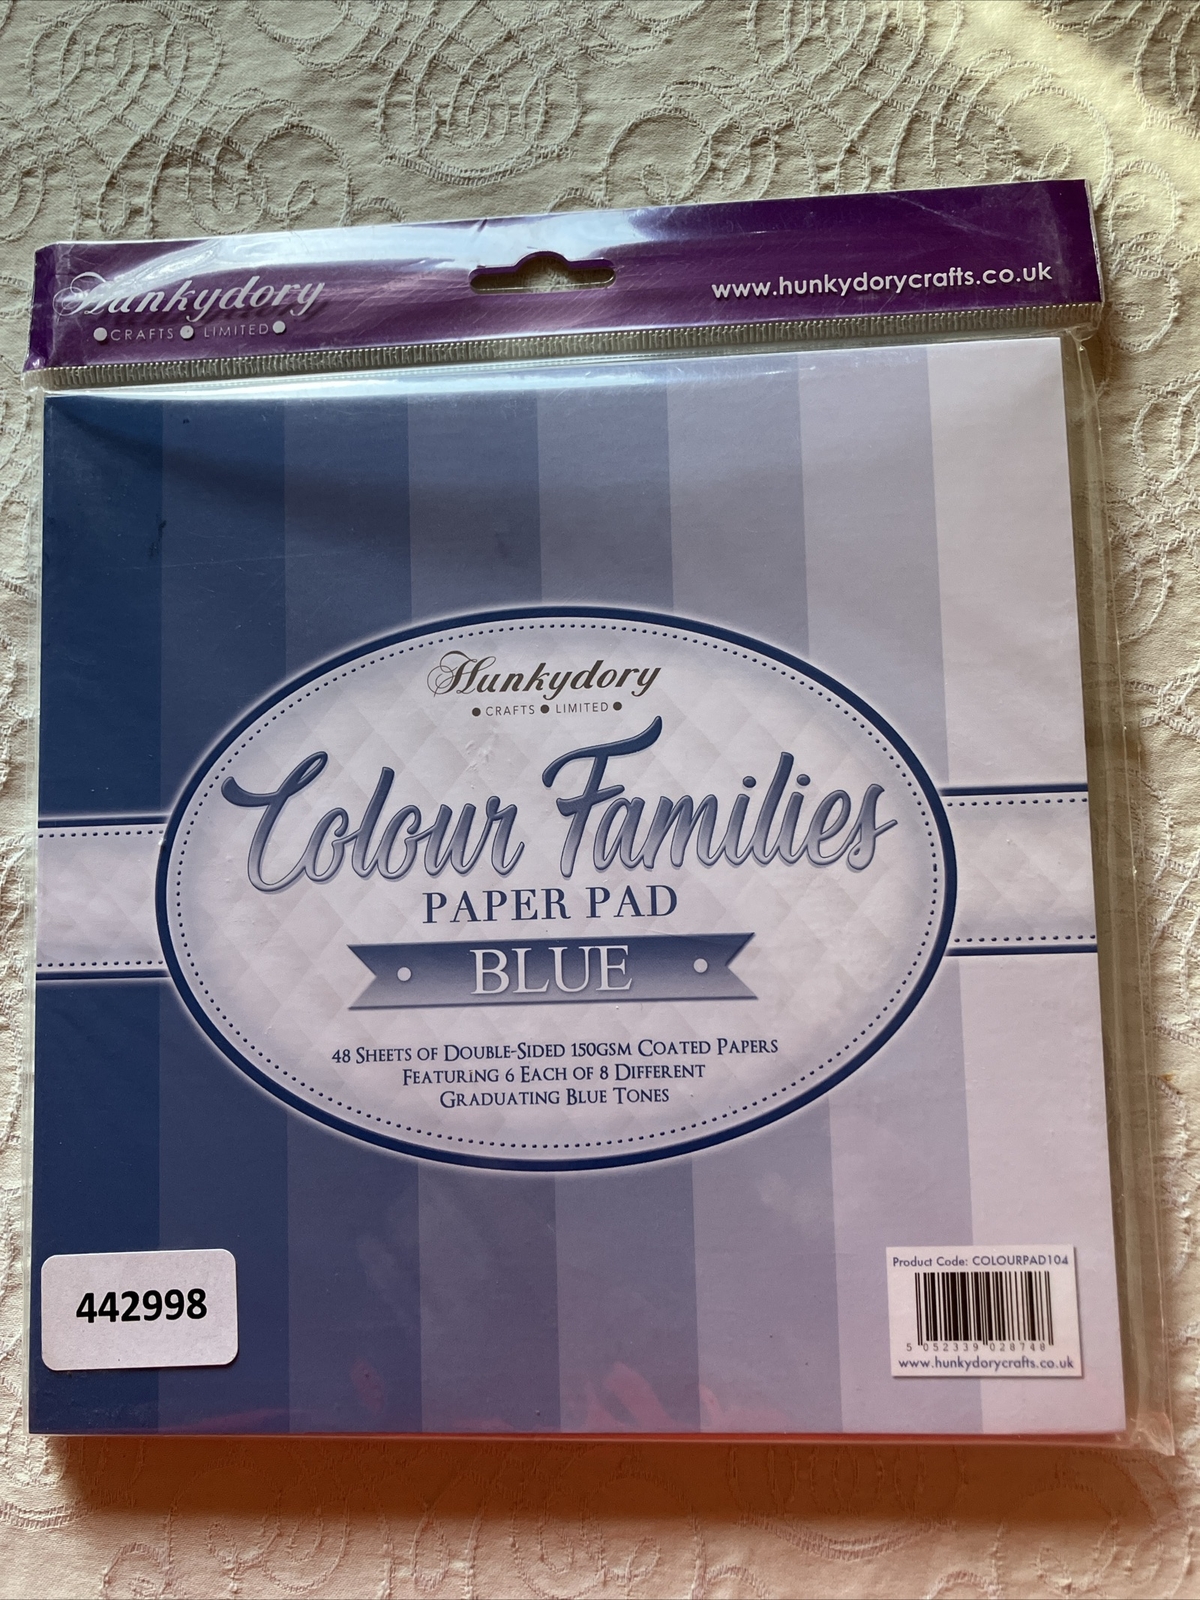 Hunkydory
CRAFTS LIMITED
www.hunkydorycrafts.co.uk
Hunkydory
CRAFTS LIMITED
Colour Families
PAPER PAD
BLUE
48 SHEETS OF DOUBLE-SIDED 150GSM COATED PAPERS
FEATURING 6 EACH OF 8 DIFFERENT
GRADUATING BLUE TONES
442998
Product Code: COLOURPAD104
5 052339 028748
www.hunkydorycrafts.co.uk